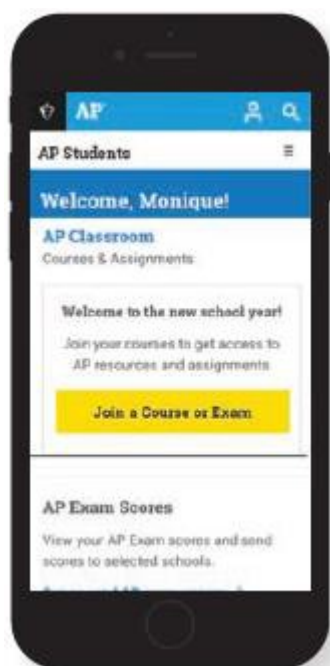 AP
AP Students
Welcome, Monique!
AP Classroom
Courses & Assignments
Welcome to the new school year!
Join your courses to get access to
AP resources and assignments
Join a Course or Exam
AP Exam Scores
View your AP Exam scores and send
scores to selected schools.